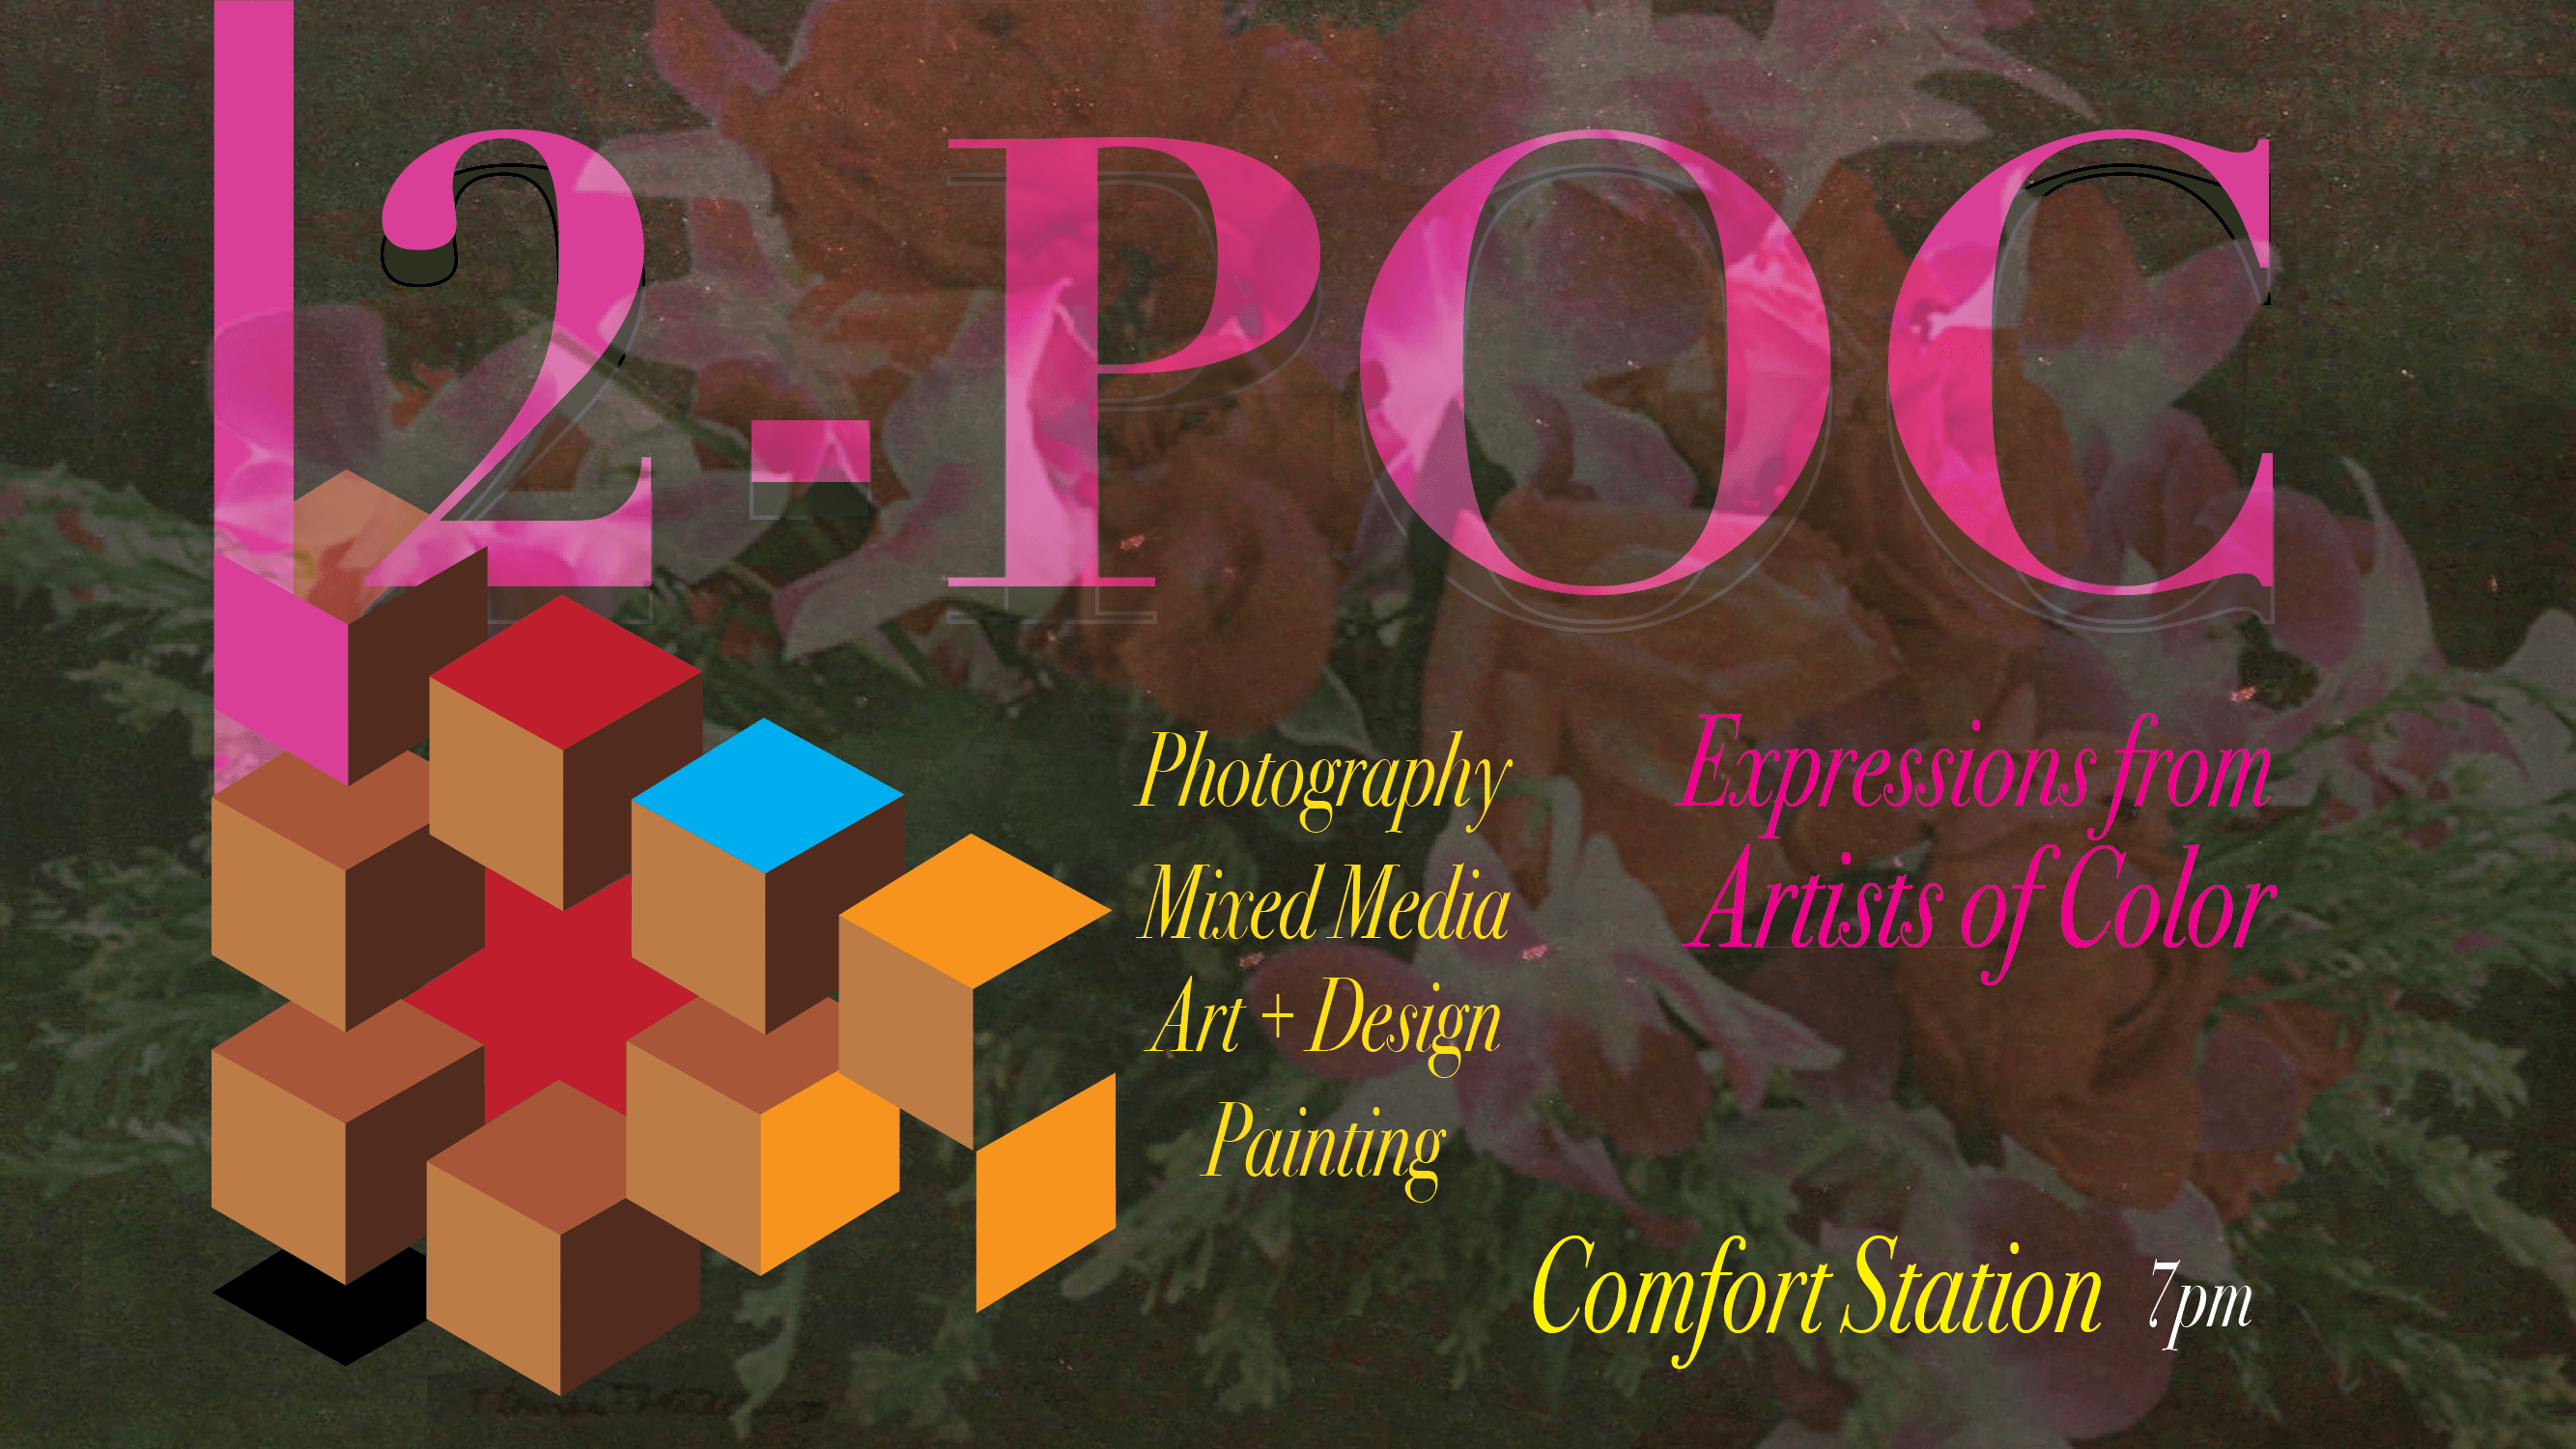 2-POC
Photography
Mixed Media
Art + Design
Painting
Expressions from
Artists of Color
Comfort Station 7pm